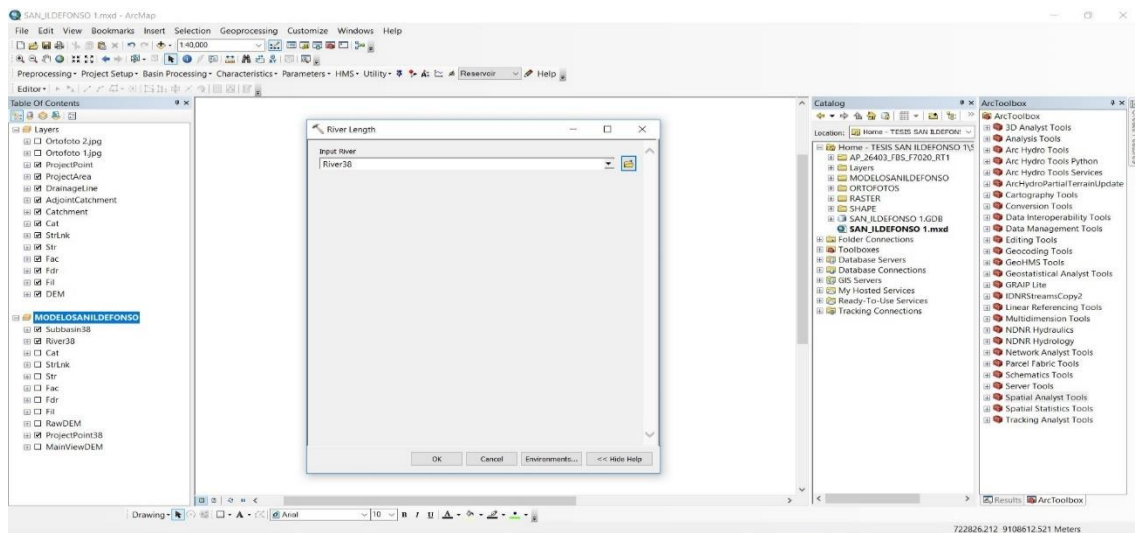 SAN_ILDEFONSO 1.mxd - ArcMap
File Edit View Bookmarks Insert Selection Geoprocessing Customize Windows Help
1:40,000
Preprocessing Project Setup Basin Processing Characteristics Parameters HMS Utility Reservoir Help
Editor
Table Of Contents
Layers
Ortofoto 2.jpg
Ortofoto 1.jpg
ProjectPoint
ProjectArea
DrainageLine
AdjointCatchment
Catchment
Cat
StrLnk
Str
Fac
Fdr
Fil
DEM
MODELOSANILDEFONSO
Subbasin38
River38
Cat
StrLnk
Str
Fac
Fdr
Fil
RawDEM
ProjectPoint38
MainViewDEM
River Length
Input River
River38
OK Cancel Environments... << Hide Help
Catalog
Location: Home - TESIS SAN ILDEFON
Home - TESIS SAN ILDEFONSO 1\S
AP_26403_FBS_F7020_RT1
Layers
MODELOSANILDEFONSO
ORTOFOTOS
RASTER
SHAPE
SAN_ILDEFONSO 1.GDB
SAN_ILDEFONSO 1.mxd
Folder Connections
Toolboxes
Database Servers
Database Connections
GIS Servers
My Hosted Services
Ready-To-Use Services
Tracking Connections
ArcToolbox
ArcToolbox
3D Analyst Tools
Analysis Tools
Arc Hydro Tools
Arc Hydro Tools Python
Arc Hydro Tools Services
ArcHydroPartialTerrainUpdate
Cartography Tools
Conversion Tools
Data Interoperability Tools
Data Management Tools
Editing Tools
Geocoding Tools
GeoHMS Tools
Geostatistical Analyst Tools
GRAIP Lite
IDNRStreamsCopy2
Linear Referencing Tools
Multidimension Tools
NDNR Hydraulics
NDNR Hydrology
Network Analyst Tools
Parcel Fabric Tools
Schematics Tools
Server Tools
Spatial Analyst Tools
Spatial Statistics Tools
Tracking Analyst Tools
Results ArcToolbox
Drawing A Arial 10 B I U A
722826.212 9108612.521 Meters